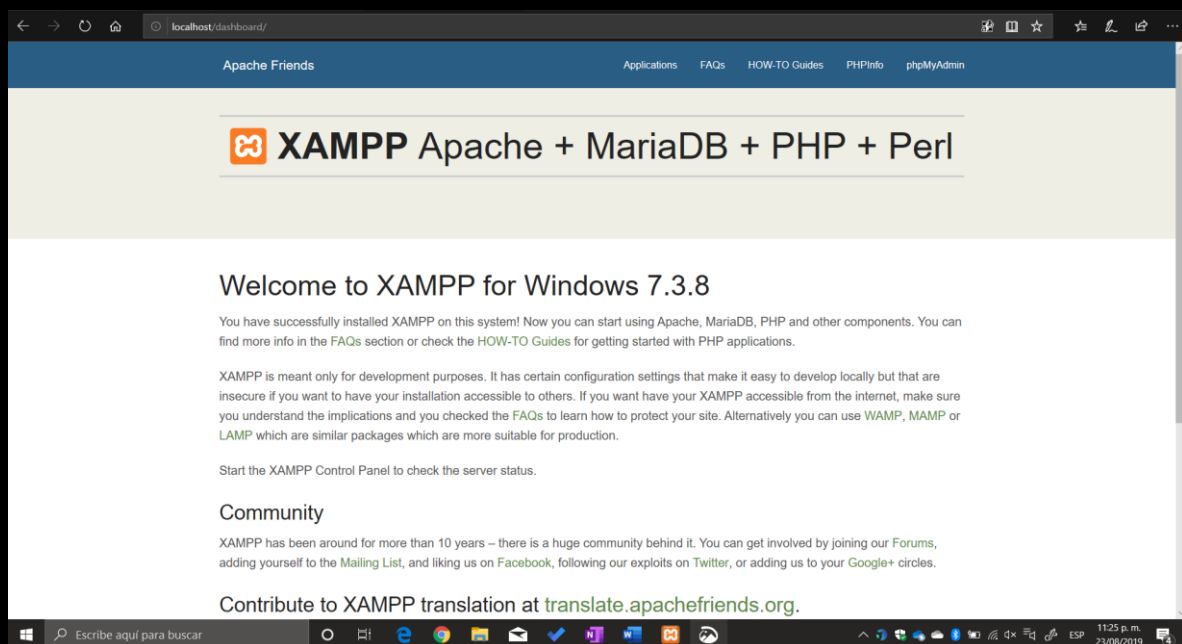 localhost/dashboard/
Apache Friends
Applications FAQs HOW-TO Guides PHPInfo phpMyAdmin
XAMPP Apache + MariaDB + PHP + Perl
Welcome to XAMPP for Windows 7.3.8
You have successfully installed XAMPP on this system! Now you can start using Apache, MariaDB, PHP and other components. You can
find more info in the FAQs section or check the HOW-TO Guides for getting started with PHP applications.
XAMPP is meant only for development purposes. It has certain configuration settings that make it easy to develop locally but that are
insecure if you want to have your installation accessible to others. If you want have your XAMPP accessible from the internet, make sure
you understand the implications and you checked the FAQs to learn how to protect your site. Alternatively you can use WAMP, MAMP or
LAMP which are similar packages which are more suitable for production.
Start the XAMPP Control Panel to check the server status.
Community
XAMPP has been around for more than 10 years – there is a huge community behind it. You can get involved by joining our Forums,
adding yourself to the Mailing List, and liking us on Facebook, following our exploits on Twitter, or adding us to your Google+ circles.
Contribute to XAMPP translation at translate.apachefriends.org.
Escribe aquí para buscar
ESP
11:25 p. m.
23/08/2019
4